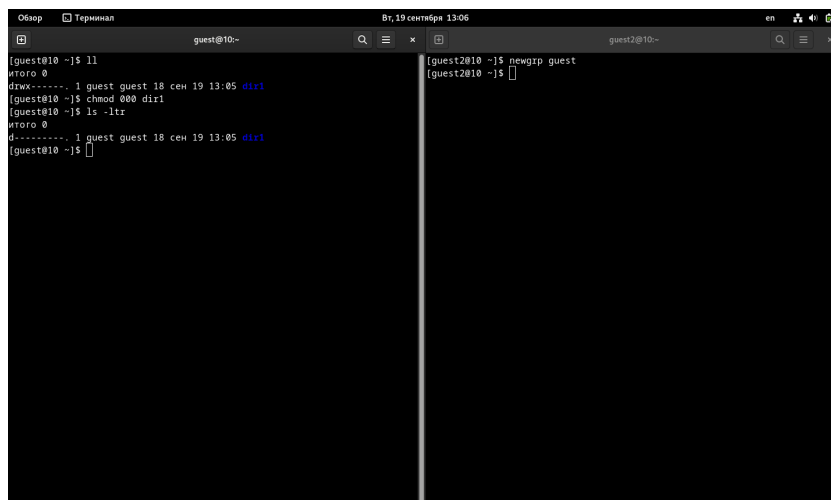 Обзор Терминал Вт, 19 сентября 13:06 en
guest@10:~
[guest@10 ~]$ ll
итого 0
drwx------. 1 guest guest 18 сен 19 13:05 dir1
[guest@10 ~]$ chmod 000 dir1
[guest@10 ~]$ ls -ltr
итого 0
d---------. 1 guest guest 18 сен 19 13:05 dir1
[guest@10 ~]$
guest2@10:~
[guest2@10 ~]$ newgrp guest
[guest2@10 ~]$